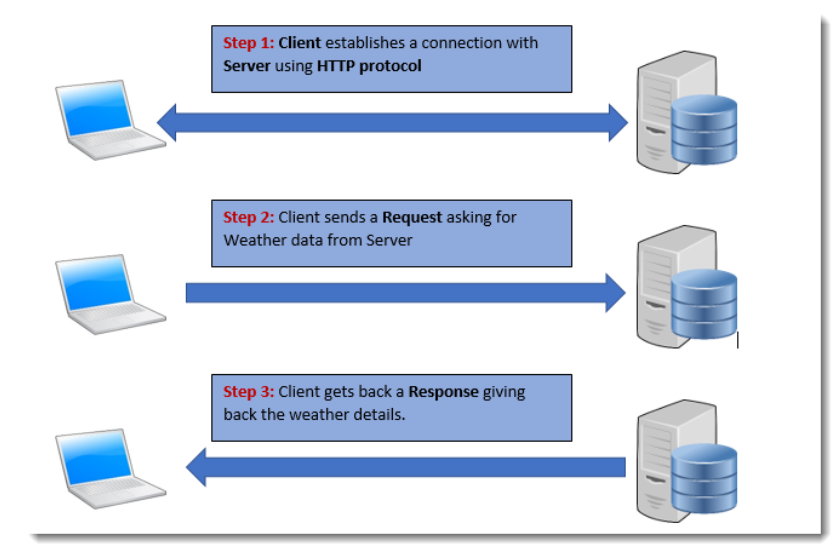 Step 1: Client establishes a connection with
Server using HTTP protocol
Step 2: Client sends a Request asking for
Weather data from Server
Step 3: Client gets back a Response giving
back the weather details.